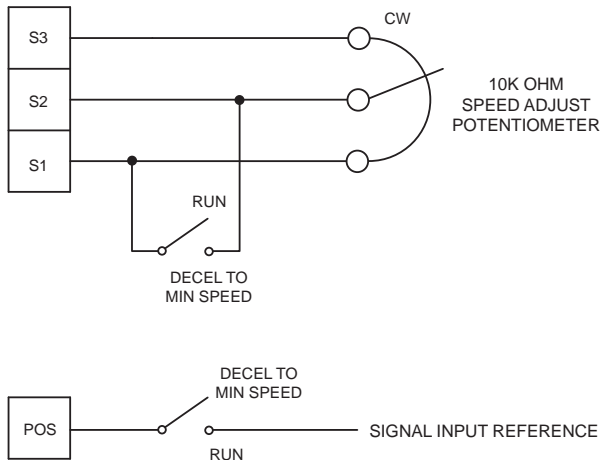 S3
CW
S2
10K OHM
SPEED ADJUST
POTENTIOMETER
S1
RUN
DECEL TO
MIN SPEED
DECEL TO
MIN SPEED
POS
SIGNAL INPUT REFERENCE
RUN